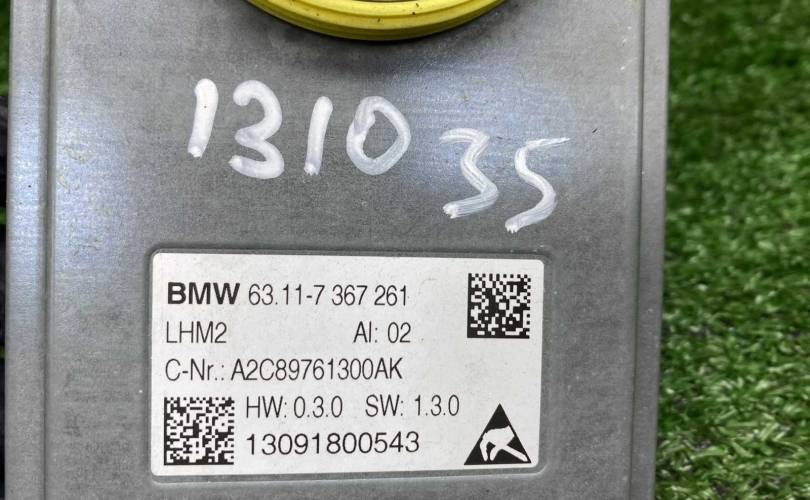 1310 35
BMW 63.11-7 367 261
LHM2 AI: 02
C-Nr.: A2C89761300AK
HW: 0.3.0 SW: 1.3.0
13091800543